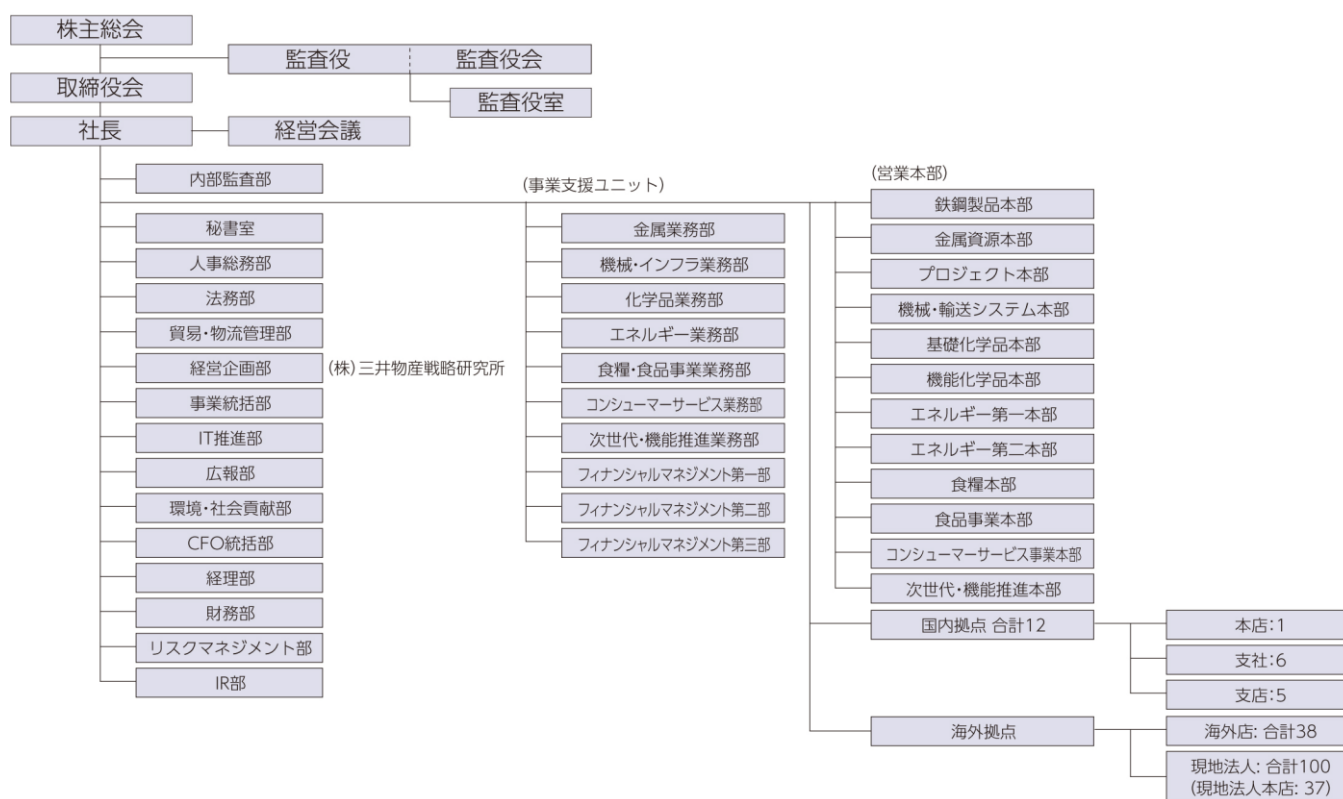 株主総会
監査役
監査役会
取締役会
監査役室
社長
経営会議
内部監査部
秘書室
人事総務部
法務部
貿易・物流管理部
経営企画部
(株)三井物産戦略研究所
事業統括部
IT推進部
広報部
環境・社会貢献部
CFO統括部
経理部
財務部
リスクマネジメント部
IR部
(事業支援ユニット)
金属業務部
機械・インフラ業務部
化学品業務部
エネルギー業務部
食糧・食品事業業務部
コンシューマーサービス業務部
次世代・機能推進業務部
フィナンシャルマネジメント第一部
フィナンシャルマネジメント第二部
フィナンシャルマネジメント第三部
(営業本部)
鉄鋼製品本部
金属資源本部
プロジェクト本部
機械・輸送システム本部
基礎化学品本部
機能化学品本部
エネルギー第一本部
エネルギー第二本部
食糧本部
食品事業本部
コンシューマーサービス事業本部
次世代・機能推進本部
国内拠点 合計12
本店:1
支社:6
支店:5
海外拠点
海外店: 合計38
現地法人: 合計100
(現地法人本店: 37)